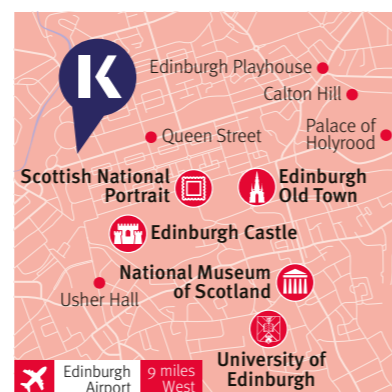 K
Edinburgh Playhouse
Calton Hill
Palace of
Holyrood
Queen Street
Scottish National
Portrait
Edinburgh
Old Town
Edinburgh Castle
National Museum
of Scotland
Usher Hall
University of
Edinburgh
Edinburgh
Airport
9 miles
West